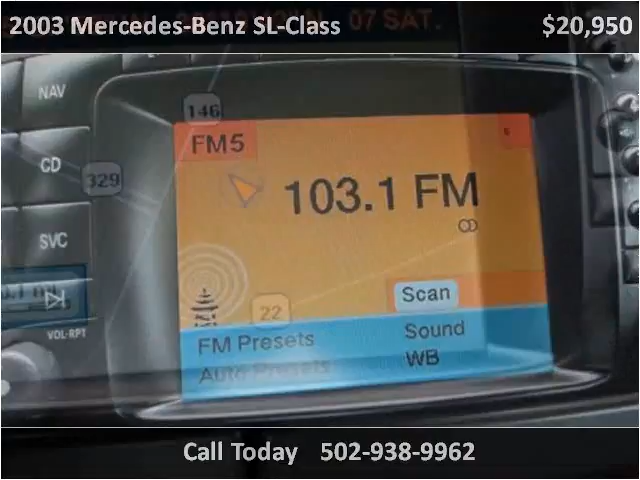 2003 Mercedes-Benz SL-Class $20,950
07 SAT.
NAV
146
FM5
6
CD
329
103.1 FM
SVC
Scan
22
VOL-RPT
FM Presets Sound
Auto Presets WB
Call Today 502-938-9962